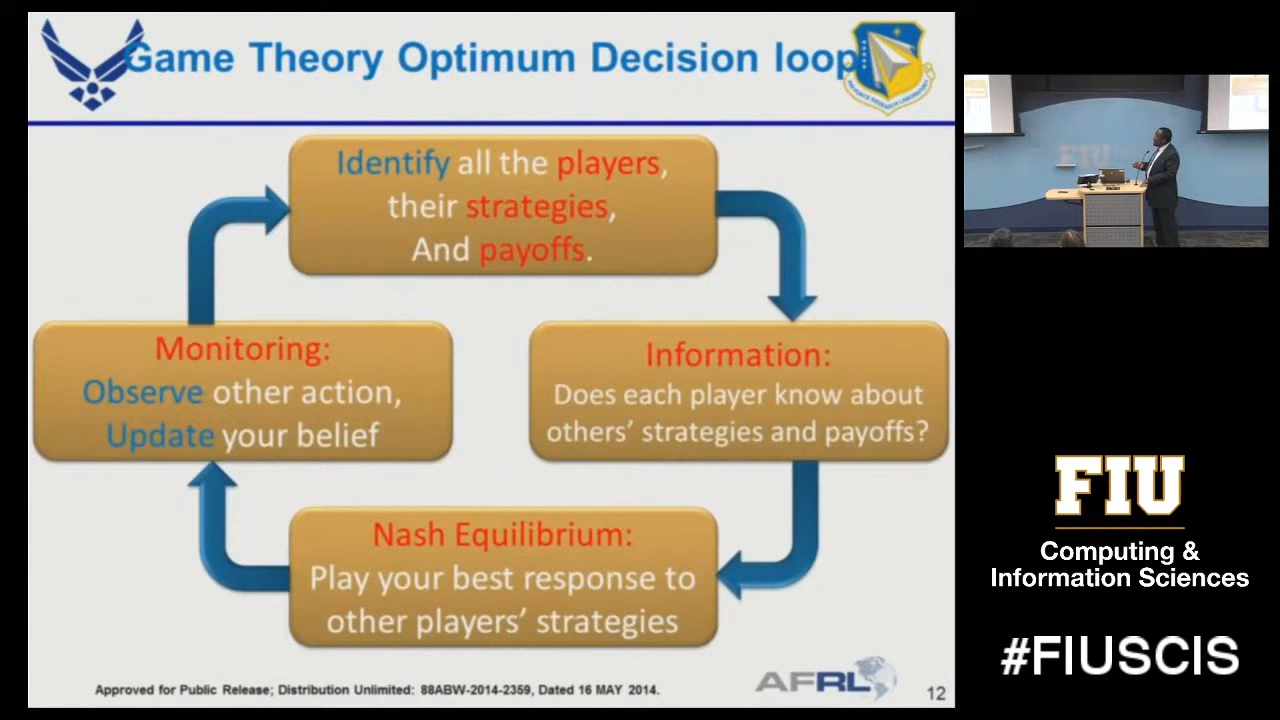 Game Theory Optimum Decision loop
Identify all the players,
their strategies,
And payoffs.
Monitoring:
Observe other action,
Update your belief
Information:
Does each player know about
others' strategies and payoffs?
Nash Equilibrium:
Play your best response to
other players' strategies
Approved for Public Release; Distribution Unlimited: 88ABW-2014-2359, Dated 16 MAY 2014.
AFRL
12
FIU
FIU
Computing &
Information Sciences
#FIUSCIS